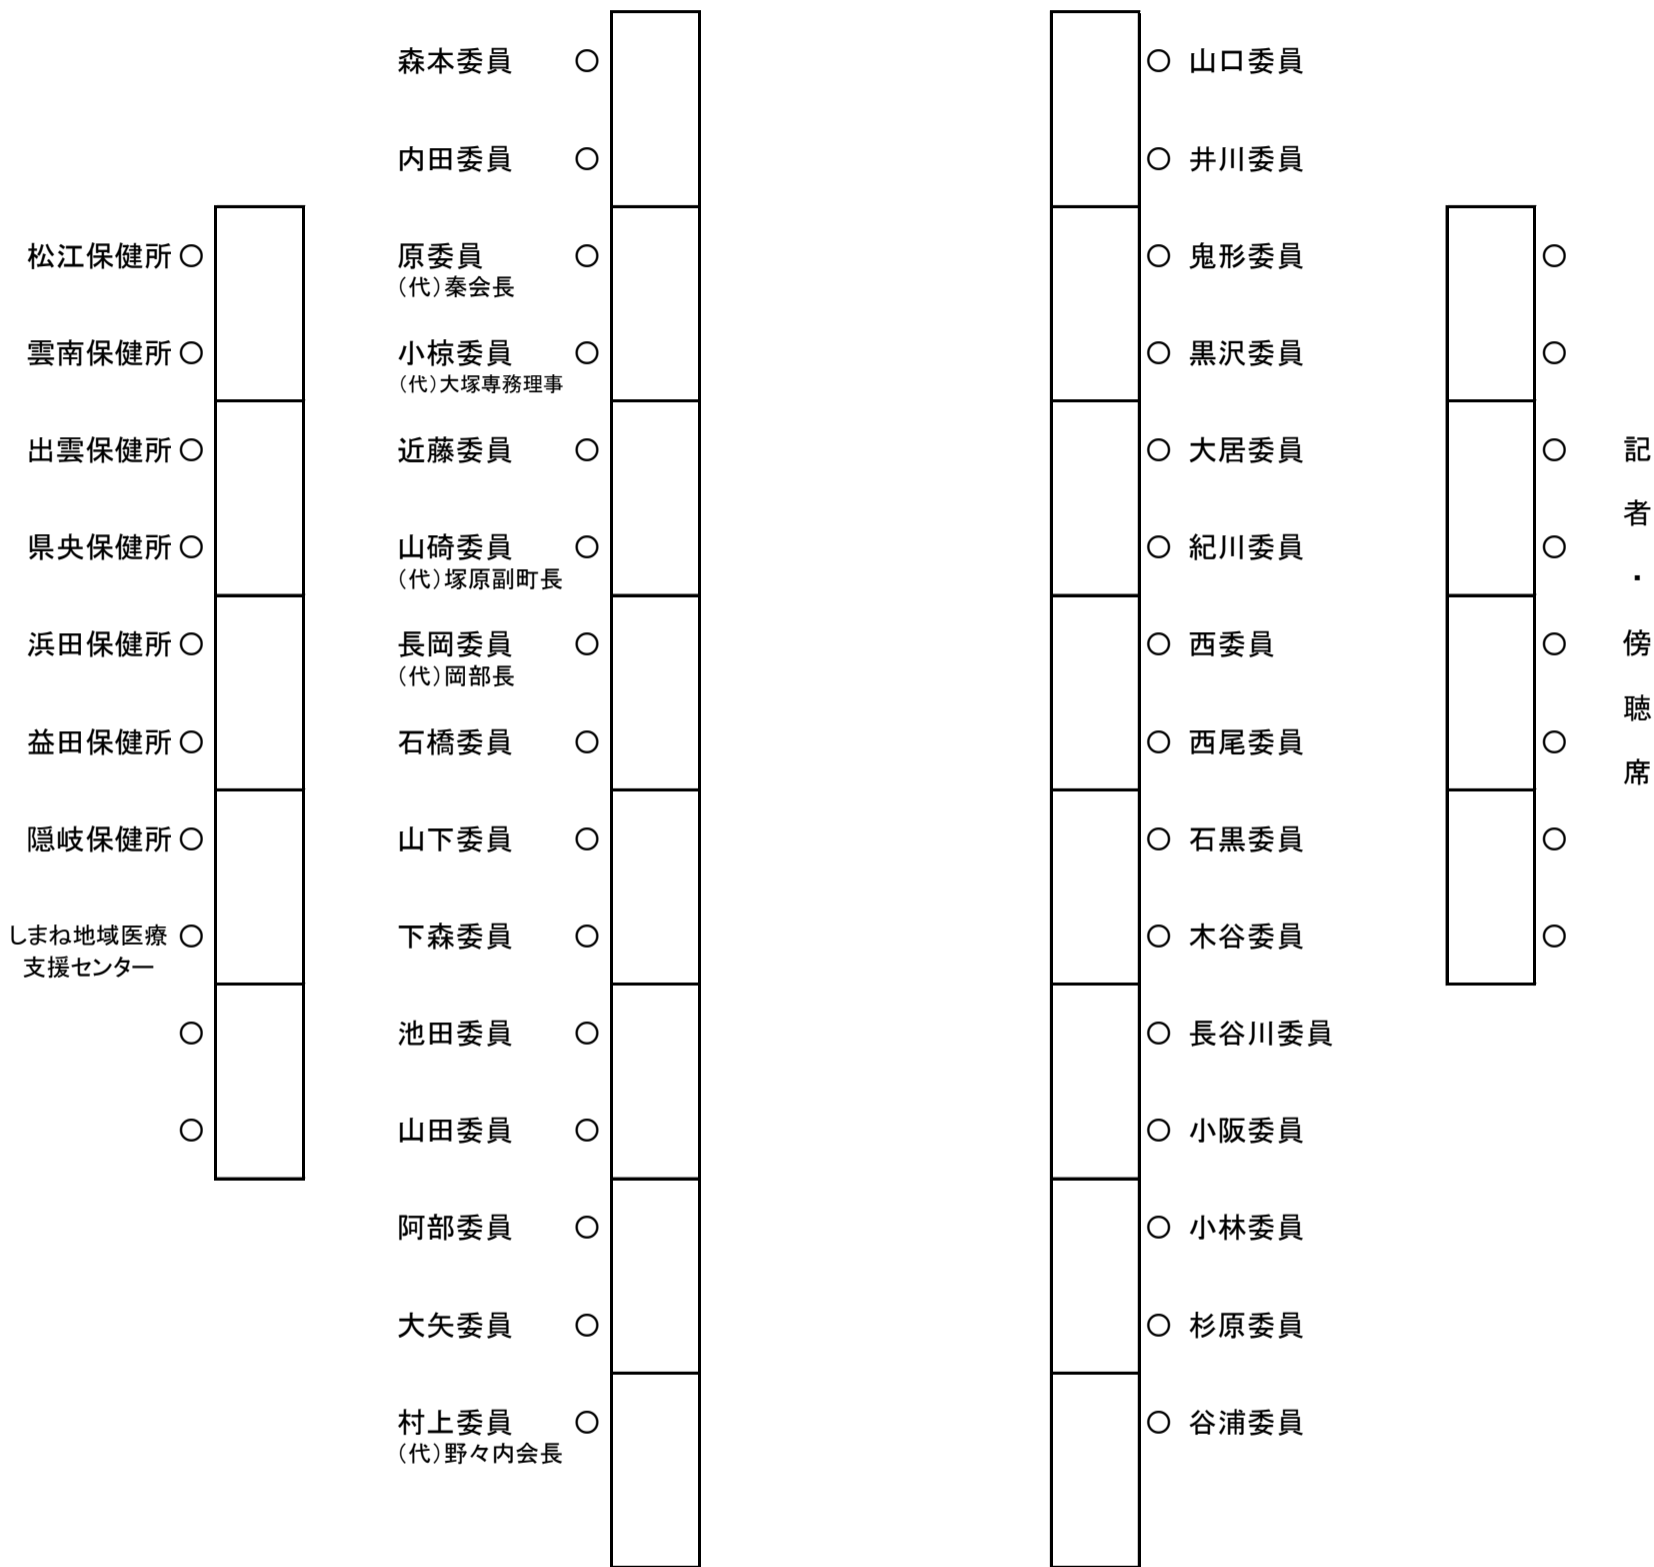 森本委員 ○
内田委員 ○
原委員 ○
（代）秦会長
小椋委員 ○
（代）大塚専務理事
近藤委員 ○
山碕委員 ○
（代）塚原副町長
長岡委員 ○
（代）岡部長
石橋委員 ○
山下委員 ○
下森委員 ○
池田委員 ○
山田委員 ○
阿部委員 ○
大矢委員 ○
村上委員 ○
（代）野々内会長
○ 山口委員
○ 井川委員
○ 鬼形委員
○ 黒沢委員
○ 大居委員
○ 紀川委員
○ 西委員
○ 西尾委員
○ 石黒委員
○ 木谷委員
○ 長谷川委員
○ 小阪委員
○ 小林委員
○ 杉原委員
○ 谷浦委員
松江保健所 ○
雲南保健所 ○
出雲保健所 ○
県央保健所 ○
浜田保健所 ○
益田保健所 ○
隠岐保健所 ○
しまね地域医療 ○
支援センター
○
○
○
○
○
○
○
○
○
○
記者・傍聴席